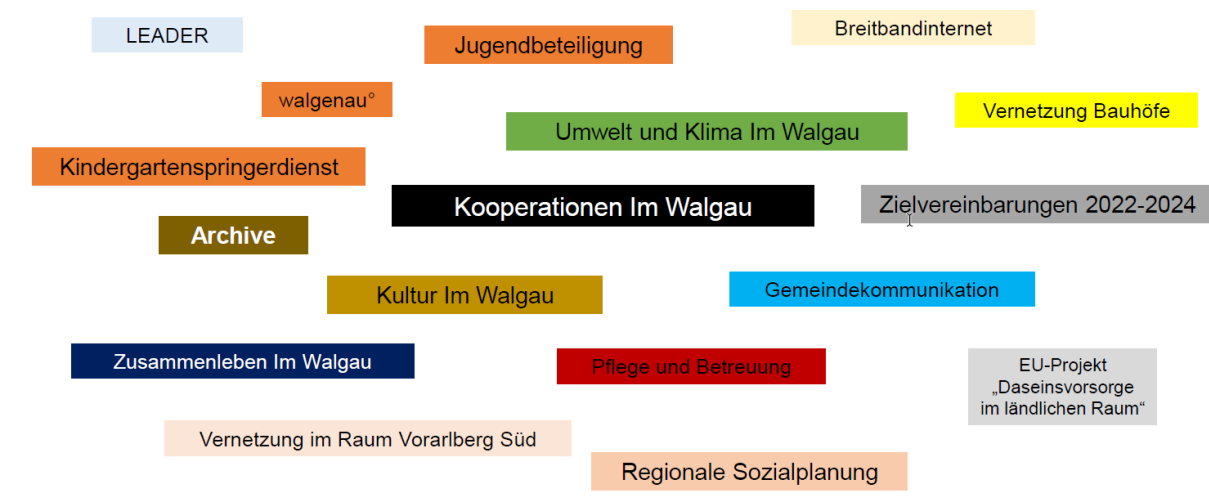 LEADER
Jugendbeteiligung
Breitbandinternet
walgenau°
Umwelt und Klima Im Walgau
Vernetzung Bauhöfe
Kindergartenspringerdienst
Kooperationen Im Walgau
Zielvereinbarungen 2022-2024
Archive
Kultur Im Walgau
Gemeindekommunikation
Zusammenleben Im Walgau
Pflege und Betreuung
EU-Projekt
„Daseinsvorsorge
im ländlichen Raum“
Vernetzung im Raum Vorarlberg Süd
Regionale Sozialplanung